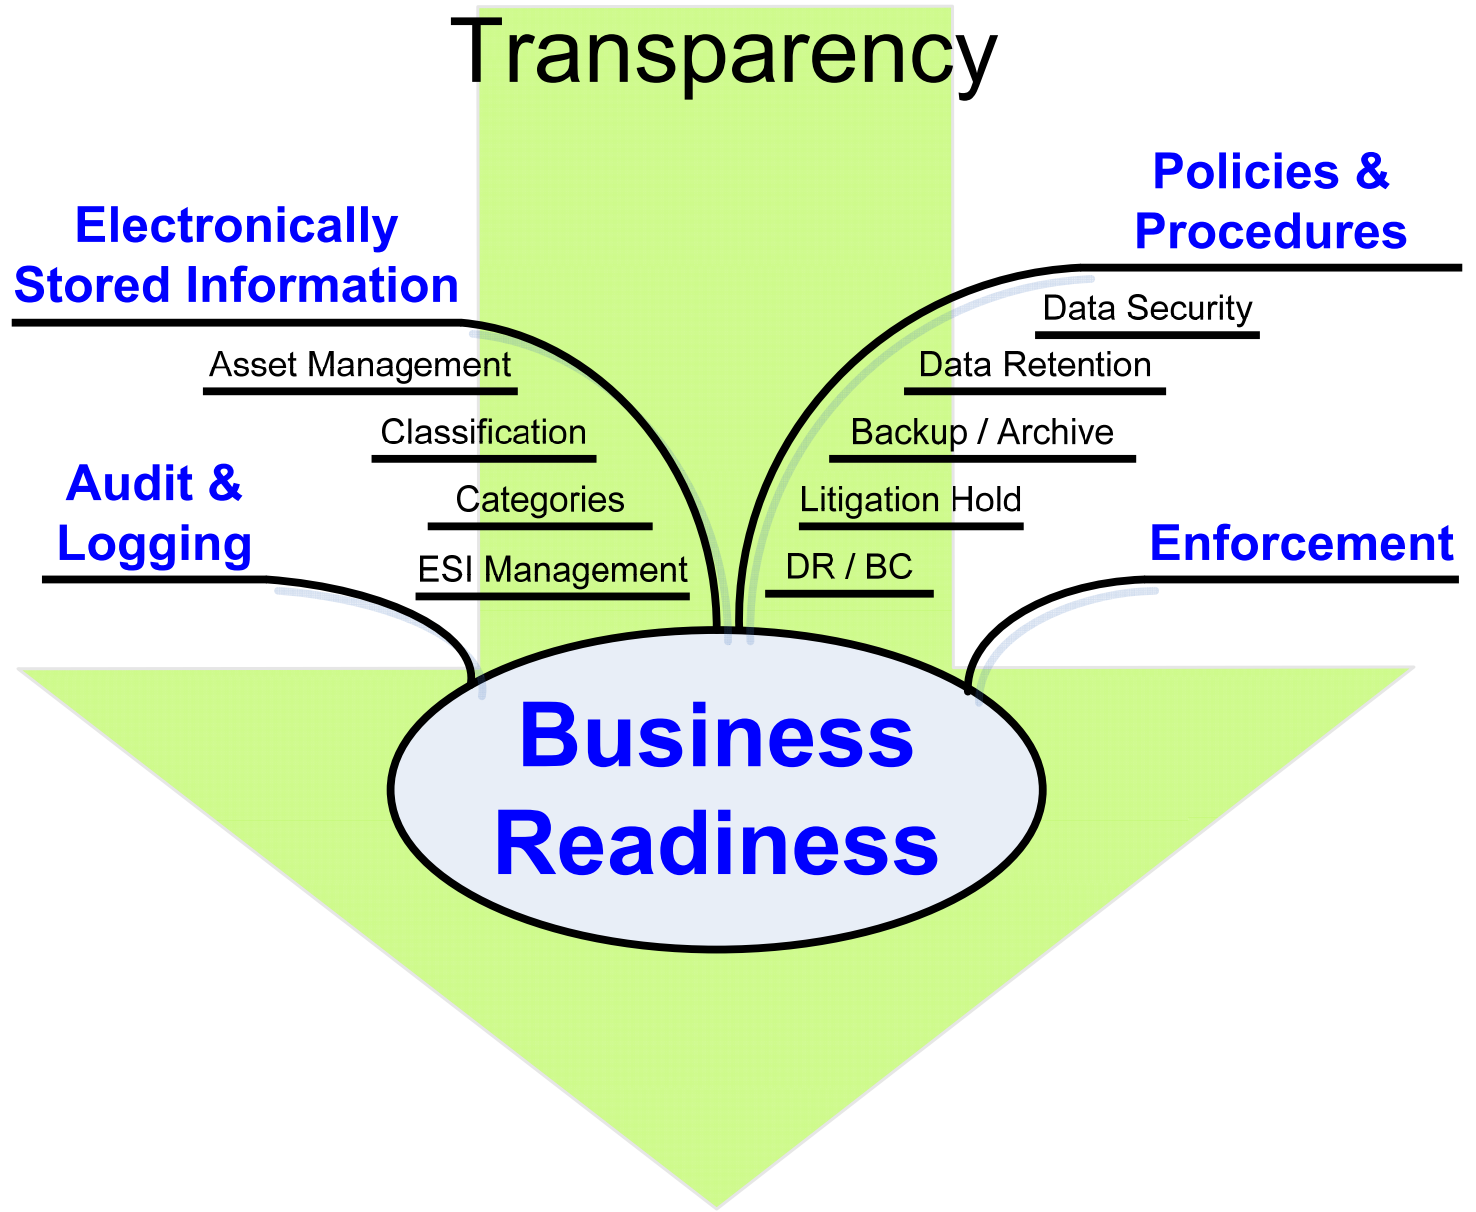 Transparency
Electronically
Stored Information
Asset Management
Classification
Categories
ESI Management
Audit &
Logging
Policies &
Procedures
Data Security
Data Retention
Backup / Archive
Litigation Hold
DR / BC
Enforcement
Business
Readiness